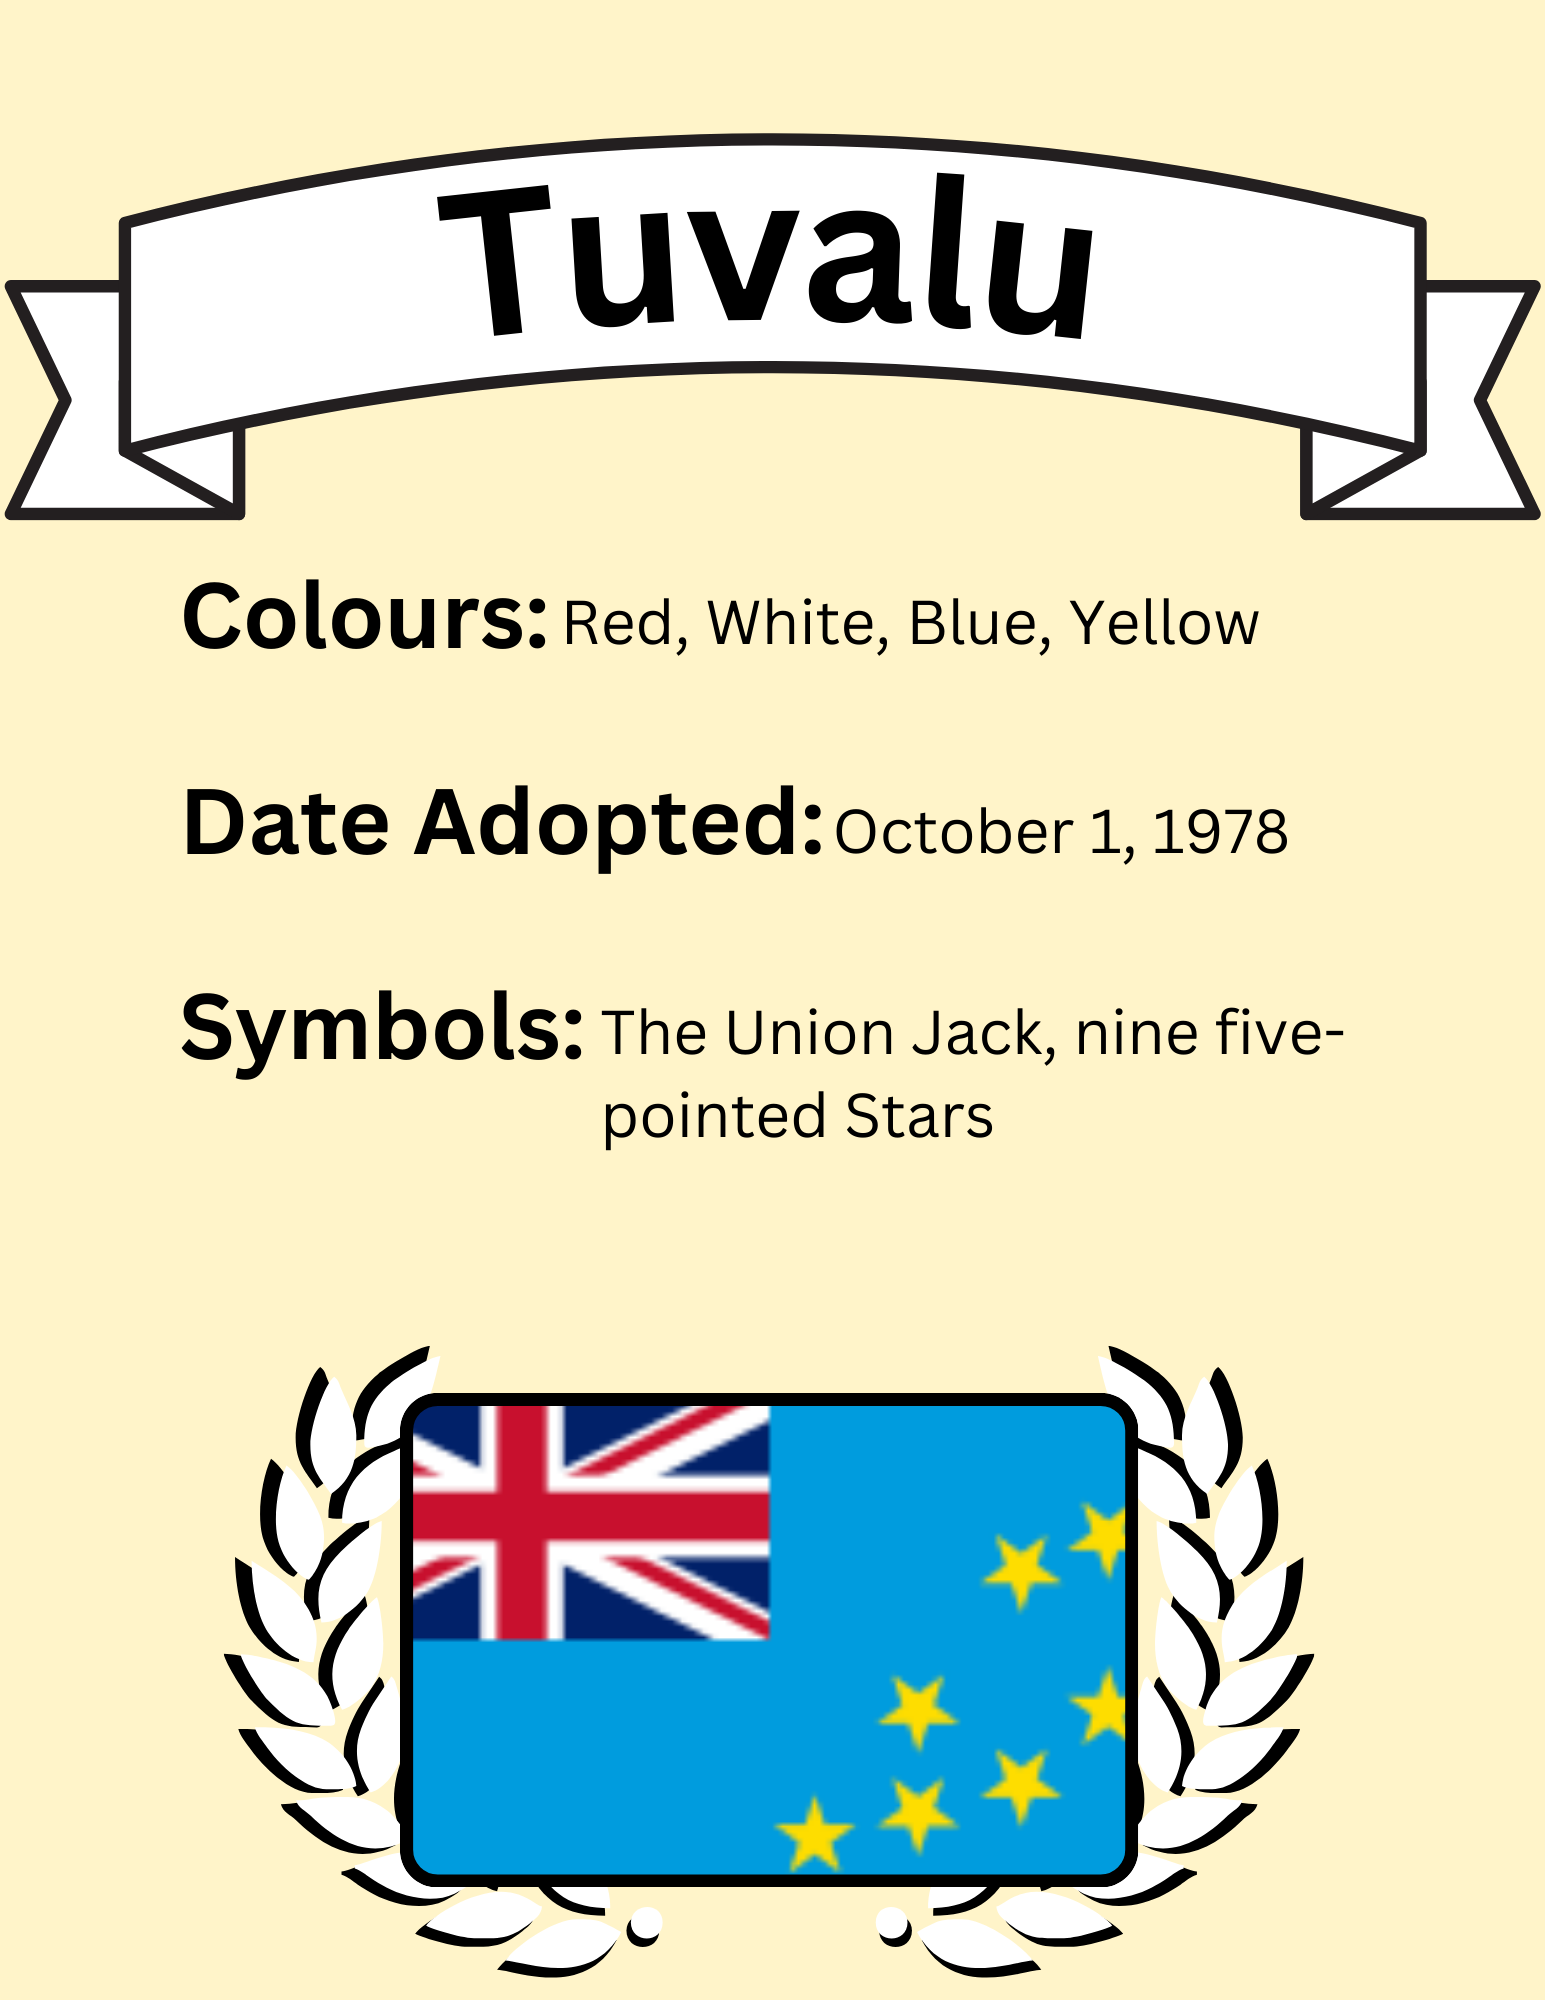 Tuvalu
Colours: Red, White, Blue, Yellow
Date Adopted: October 1, 1978
Symbols: The Union Jack, nine five-
pointed Stars